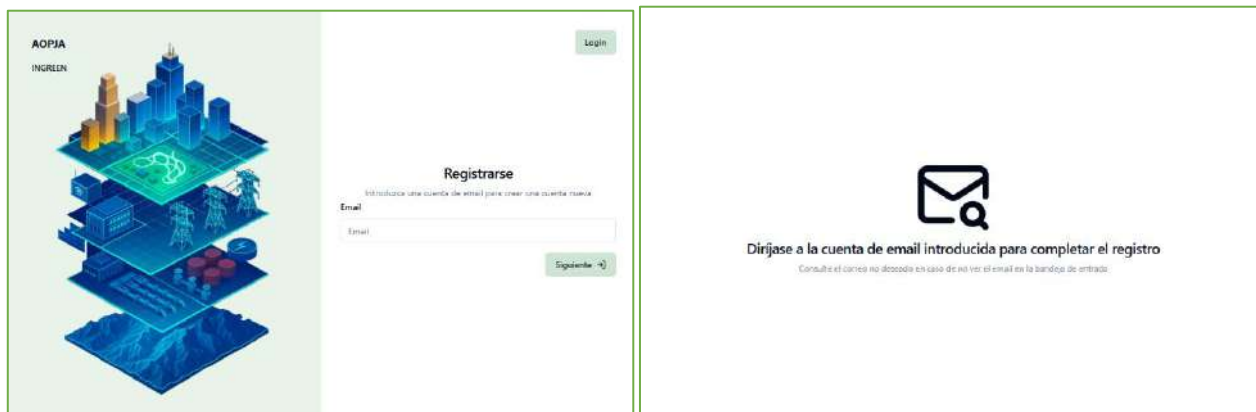 AOPJA
INGREEN
Login
Registrarse
Introduzca una cuenta de email para crear una cuenta nueva
Email
Email
Siguiente
Diríjase a la cuenta de email introducida para completar el registro
Consulte el correo no deseado en caso de no ver el email en la bandeja de entrada